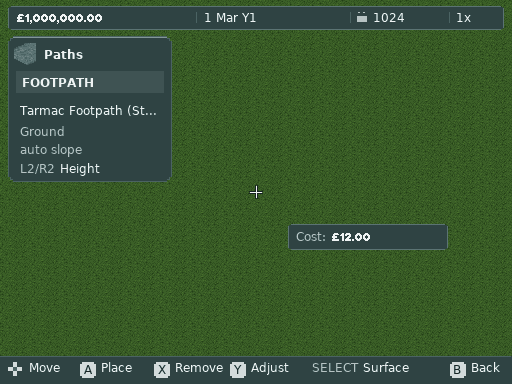 £1,000,000.00 1 Mar Y1 1024 1x
Paths
FOOTPATH
Tarmac Footpath (St...
Ground
auto slope
L2/R2 Height
Cost: £12.00
Move A Place X Remove Y Adjust SELECT Surface B Back